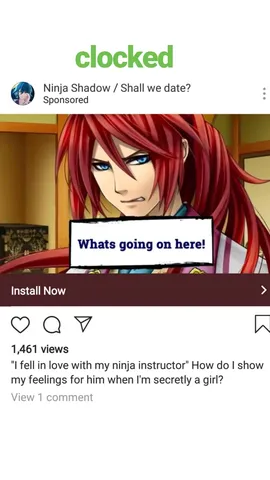 clocked
Ninja Shadow / Shall we date?
Sponsored
Whats going on here!
Install Now
1,461 views
"I fell in love with my ninja instructor" How do I show
my feelings for him when I'm secretly a girl?
View 1 comment